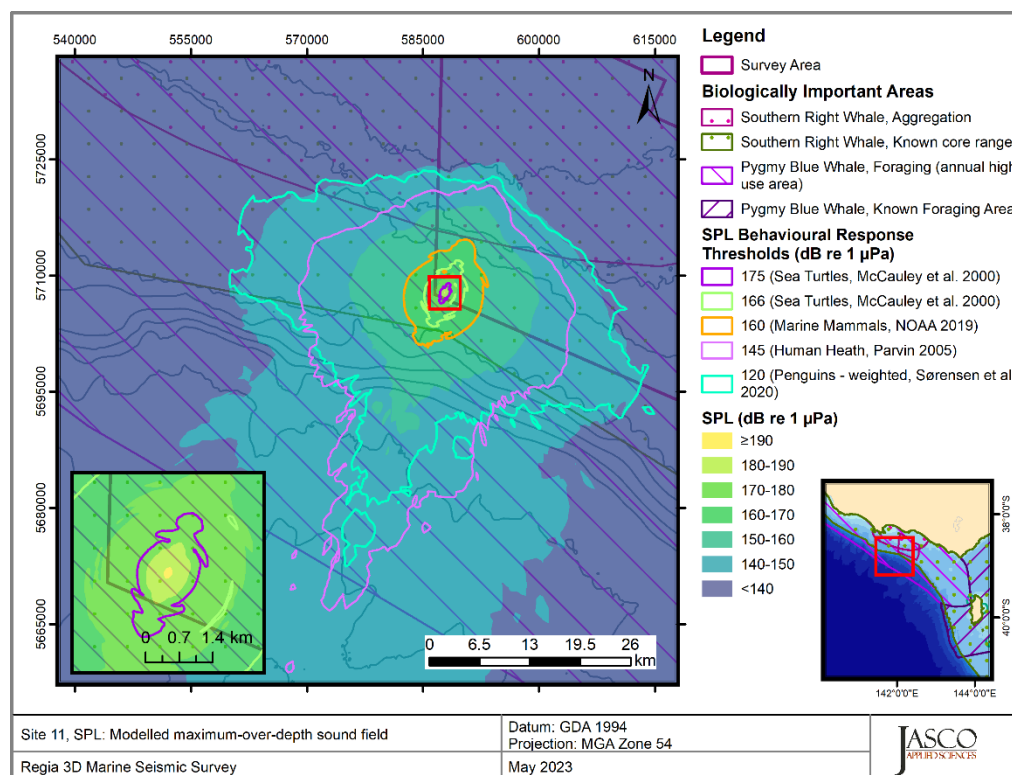 540000 555000 570000 585000 600000 615000
5725000
5710000
5695000
5680000
5665000
N
0 0.7 1.4 km
0 6.5 13 19.5 26
km
Legend
Survey Area
Biologically Important Areas
Southern Right Whale, Aggregation
Southern Right Whale, Known core range
Pygmy Blue Whale, Foraging (annual high
use area)
Pygmy Blue Whale, Known Foraging Area
SPL Behavioural Response
Thresholds (dB re 1 µPa)
175 (Sea Turtles, McCauley et al. 2000)
166 (Sea Turtles, McCauley et al. 2000)
160 (Marine Mammals, NOAA 2019)
145 (Human Heath, Parvin 2005)
120 (Penguins - weighted, Sørensen et al
2020)
SPL (dB re 1 µPa)
≥190
180-190
170-180
160-170
150-160
140-150
<140
38°0'0"S
40°0'0"S
142°0'0"E 144°0'0"E
Site 11, SPL: Modelled maximum-over-depth sound field
Datum: GDA 1994
Projection: MGA Zone 54
Regia 3D Marine Seismic Survey
May 2023
JASCO
APPLIED SCIENCES